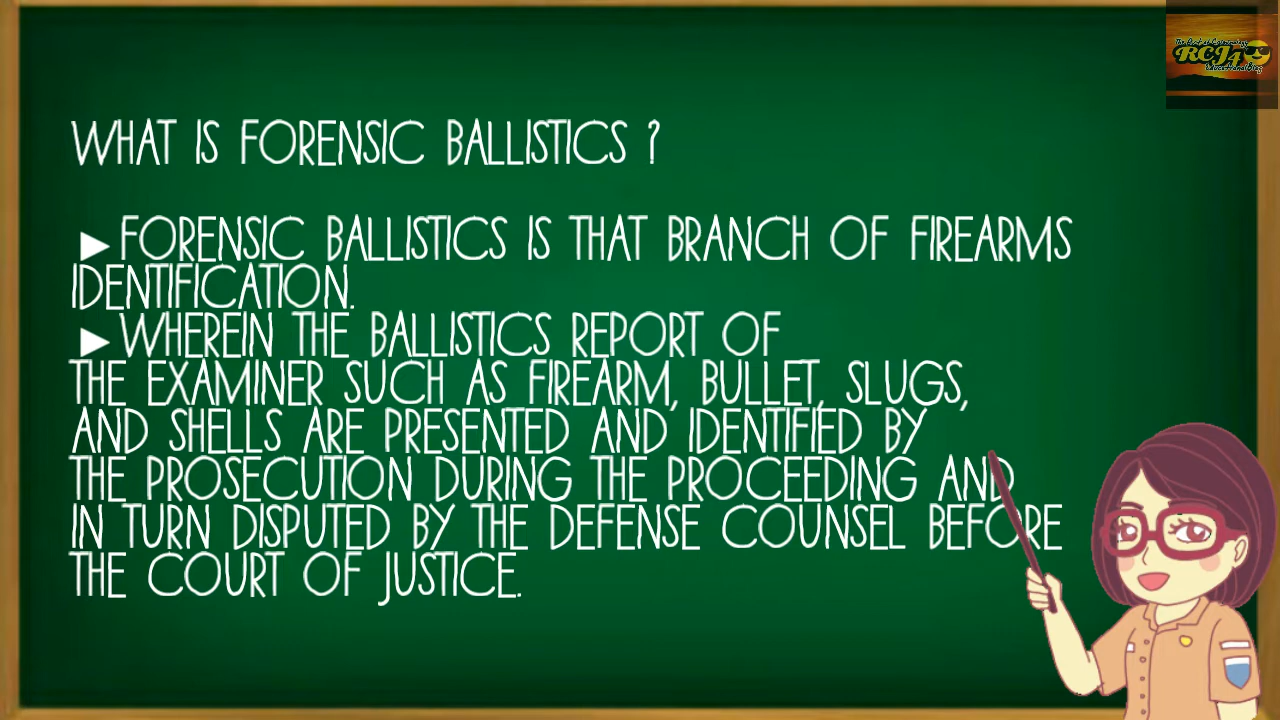 WHAT IS FORENSIC BALLISTICS ?
►FORENSIC BALLISTICS IS THAT BRANCH OF FIREARMS
IDENTIFICATION.
►WHEREIN THE BALLISTICS REPORT OF
THE EXAMINER SUCH AS FIREARM, BULLET, SLUGS,
AND SHELLS ARE PRESENTED AND IDENTIFIED BY
THE PROSECUTION DURING THE PROCEEDING AND
IN TURN DISPUTED BY THE DEFENSE COUNSEL BEFORE
THE COURT OF JUSTICE.
RCJ4